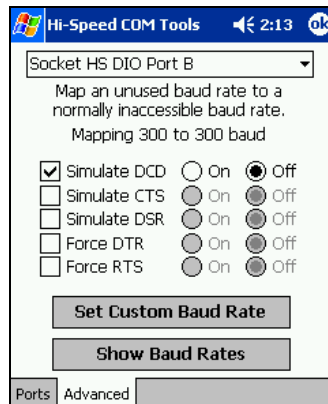 Hi-Speed COM Tools 2:13 ok
Socket HS DIO Port B
Map an unused baud rate to a
normally inaccessible baud rate.
Mapping 300 to 300 baud
Simulate DCD On Off
Simulate CTS On Off
Simulate DSR On Off
Force DTR On Off
Force RTS On Off
Set Custom Baud Rate
Show Baud Rates
Ports Advanced